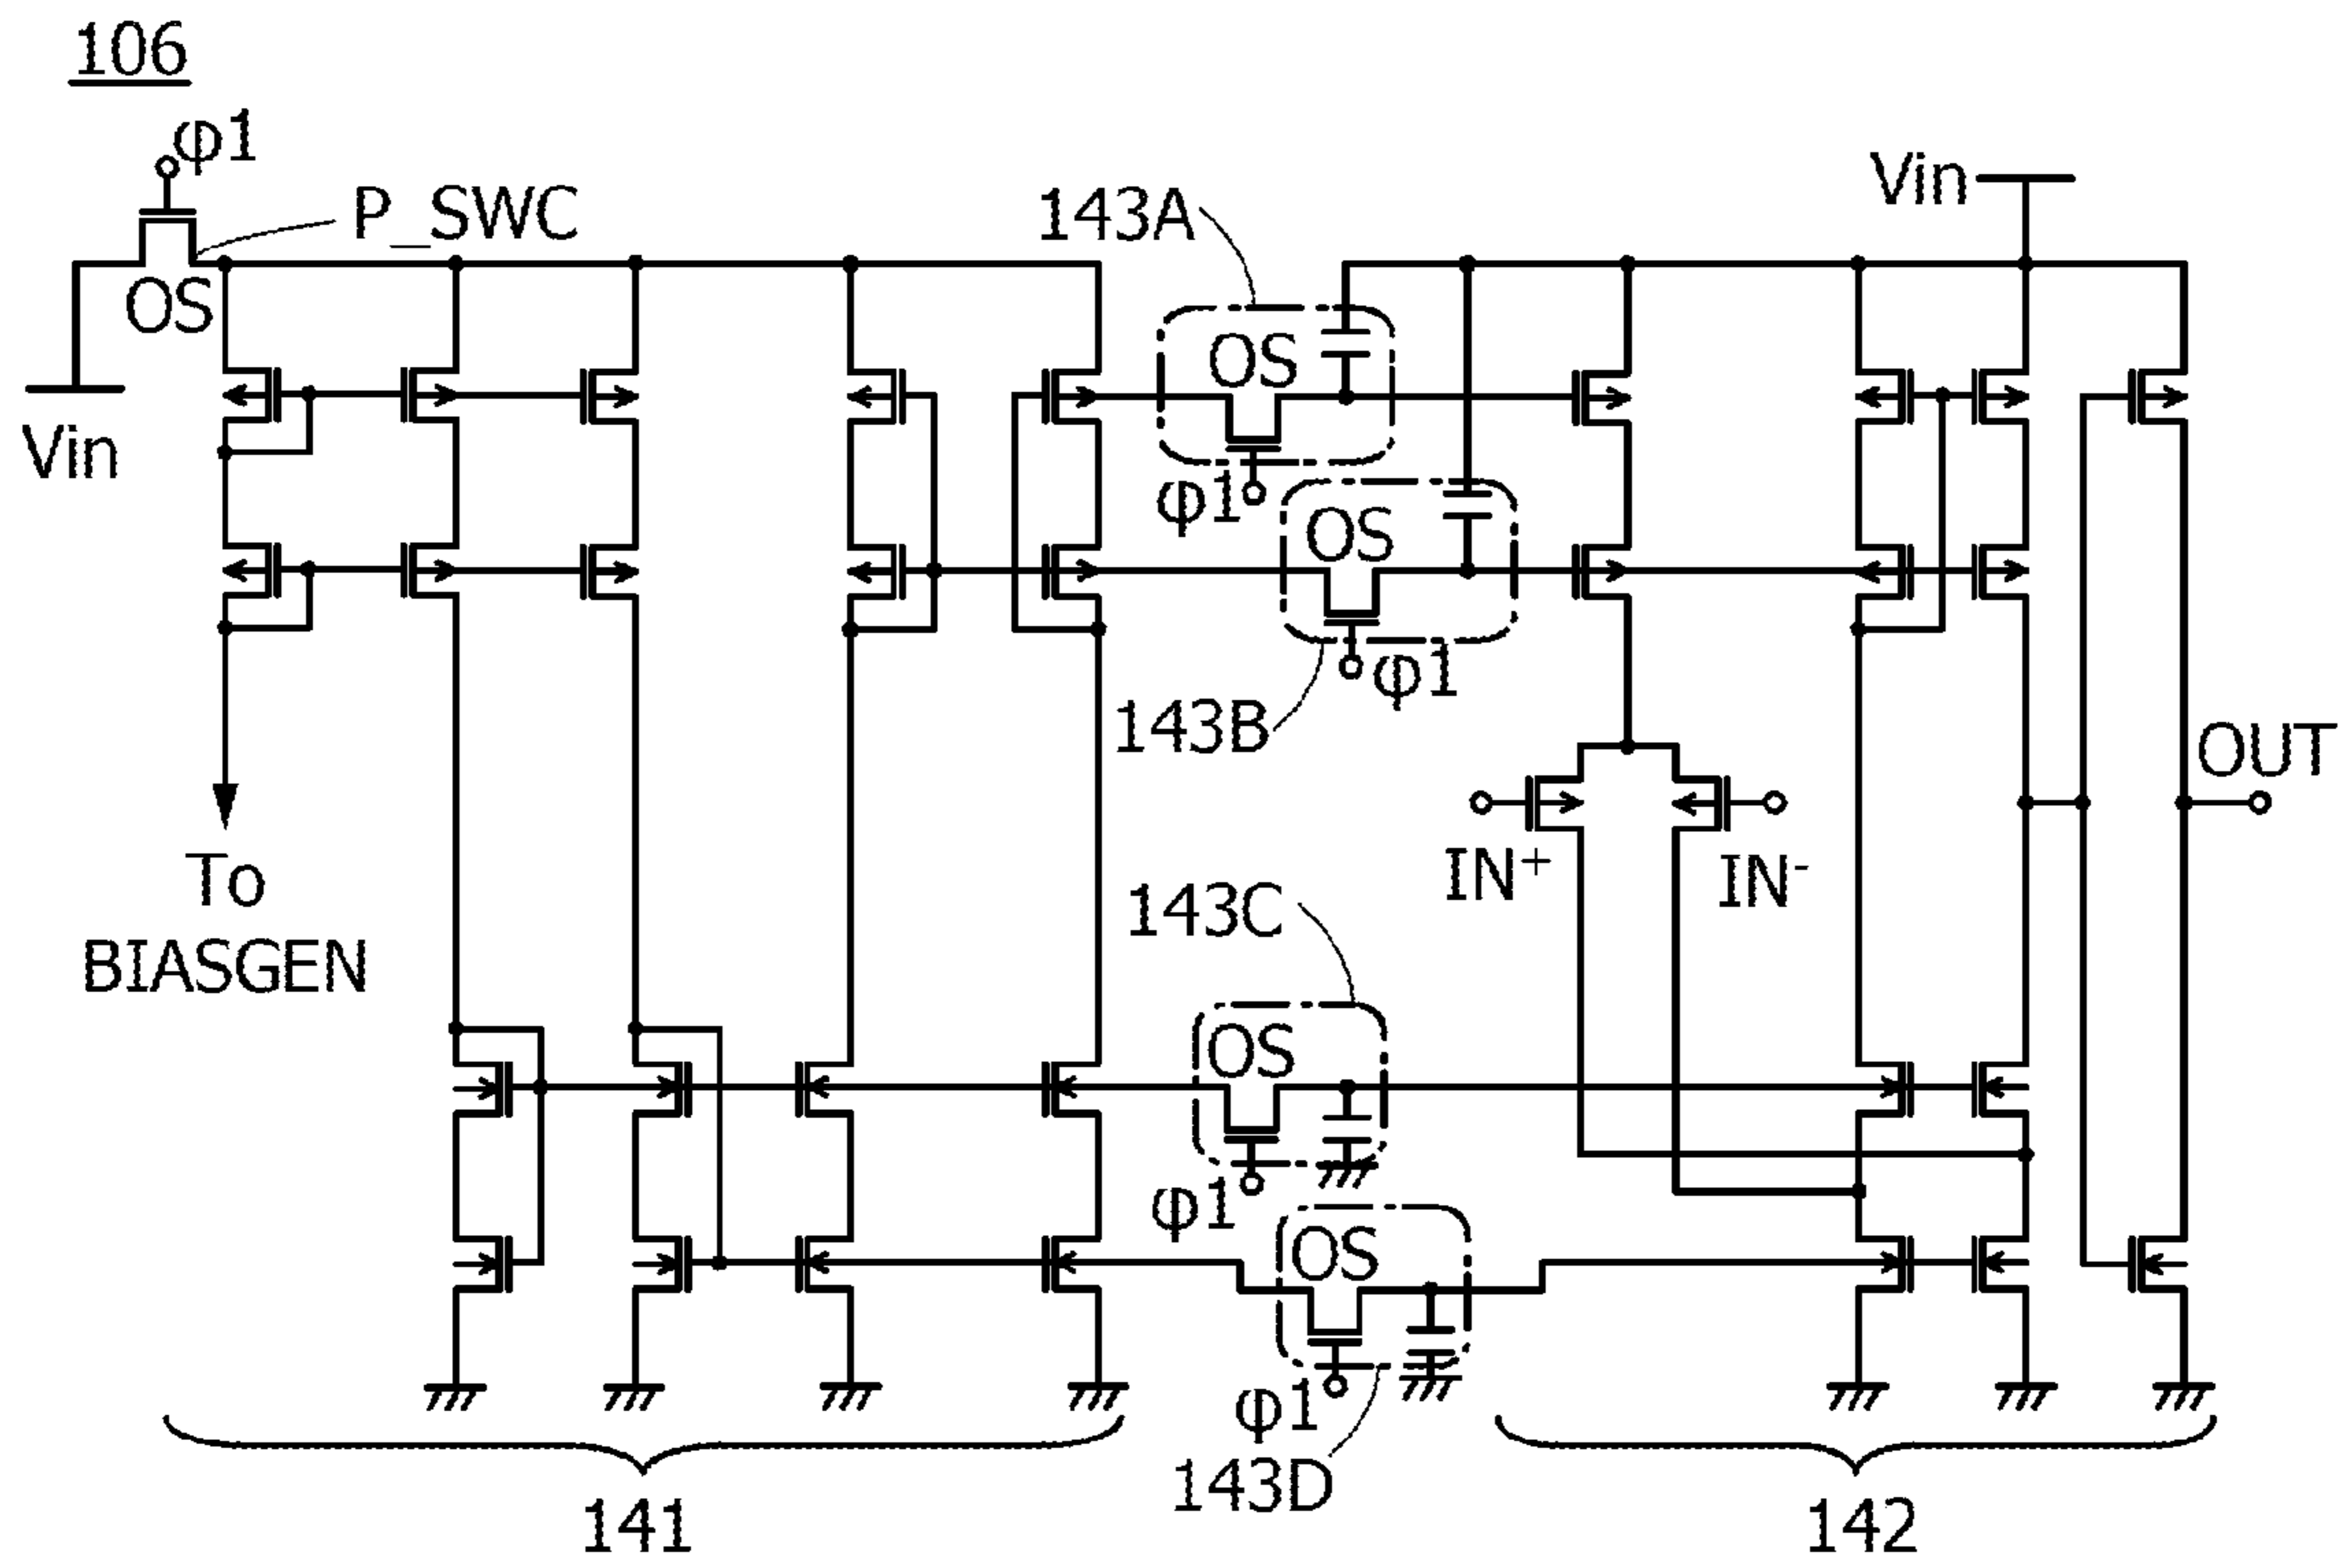 106
φ1
P_SWC
OS
Vin
143A
Vin
OS
φ1
OS
φ1
143B
OUT
IN+
IN-
To
BIASGEN
143C
OS
φ1
OS
φ1
143D
141
142